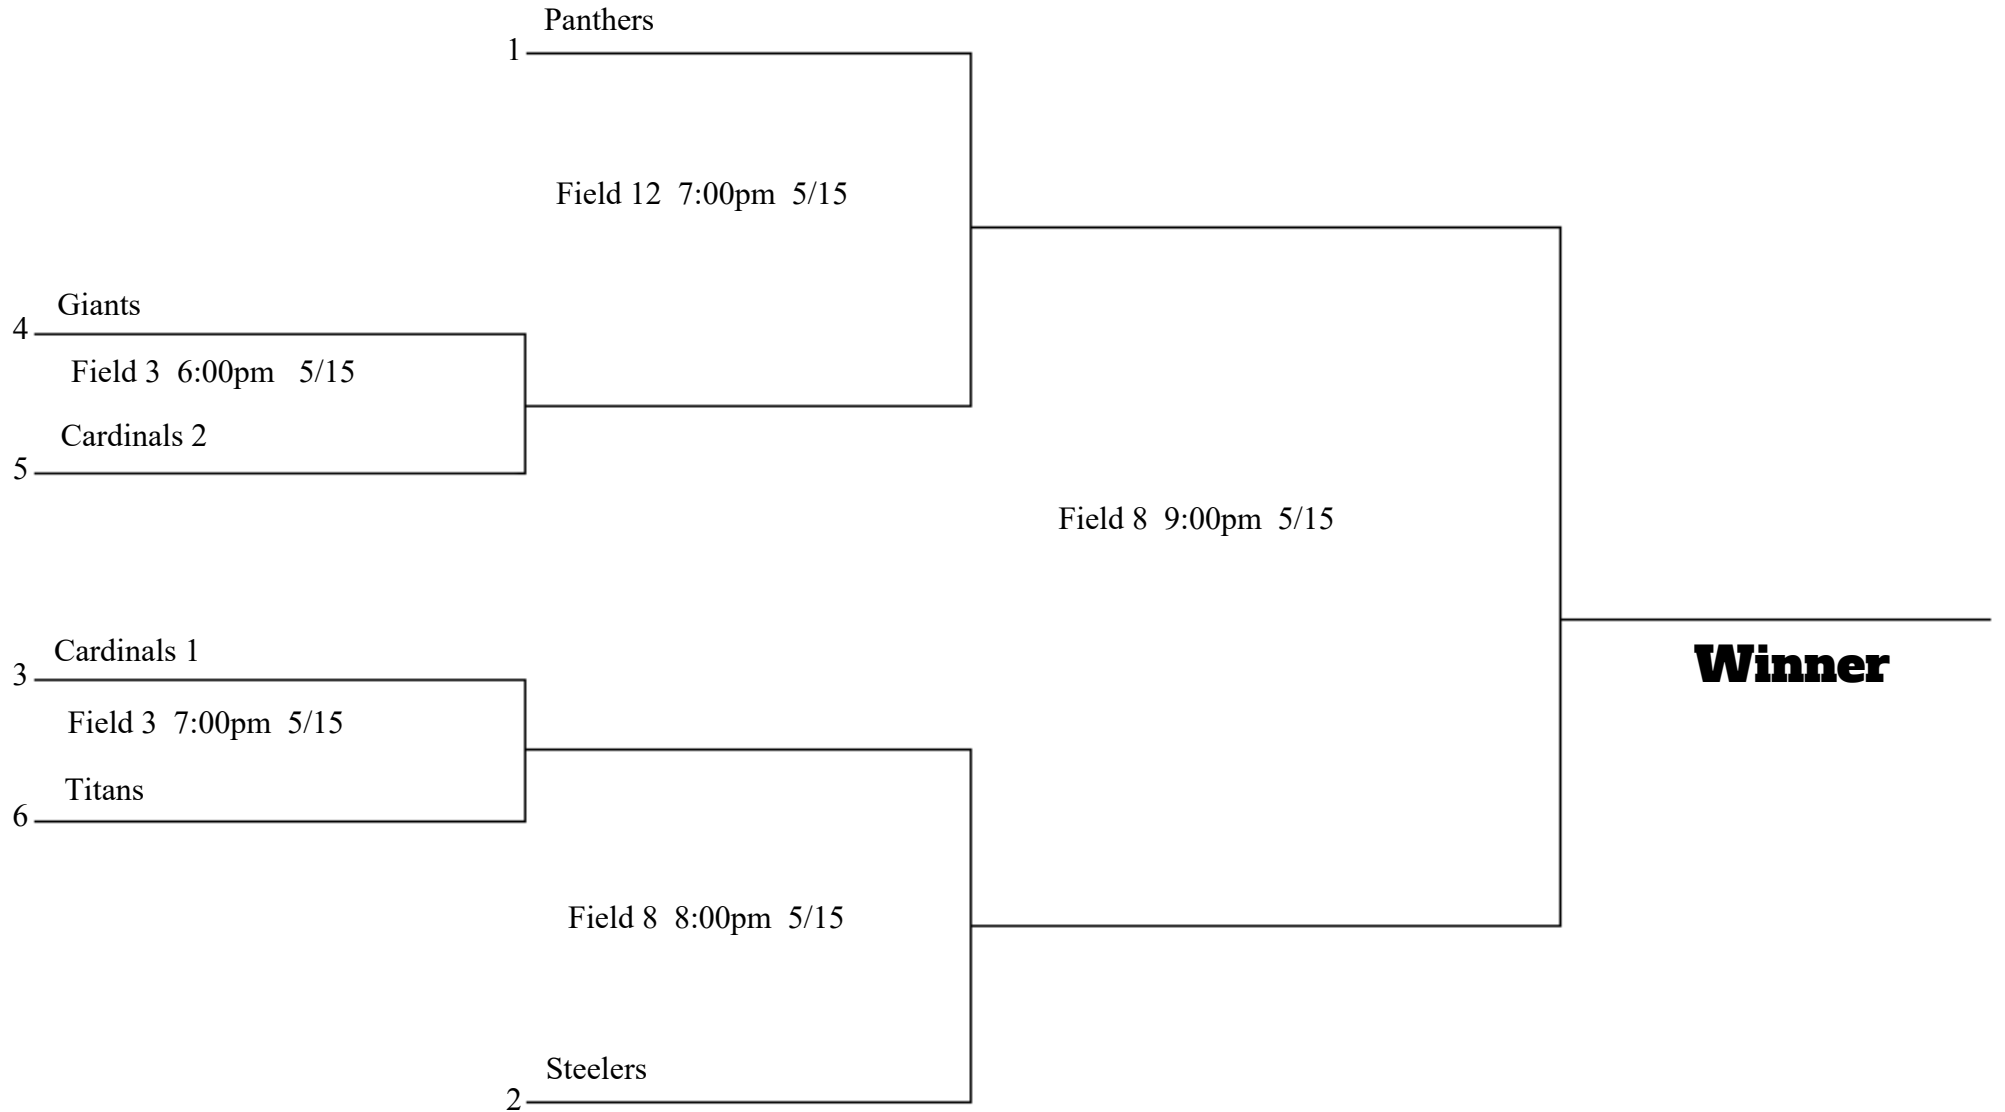 Panthers
1
Field 12  7:00pm  5/15
Giants
4
Field 3  6:00pm   5/15
Cardinals 2
5
Field 8  9:00pm  5/15
Cardinals 1
3
Winner
Field 3  7:00pm  5/15
Titans
6
Field 8  8:00pm  5/15
Steelers
2